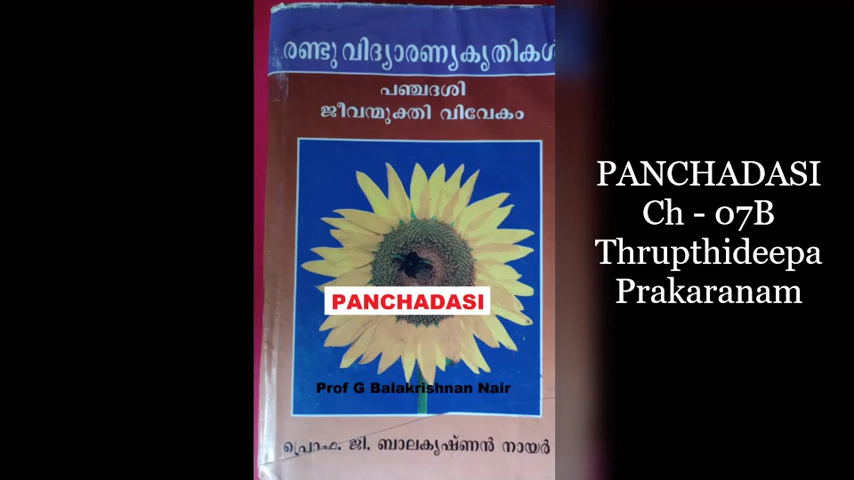 രണ്ടു വിദ്യാരണ്യകൃതികൾ
പഞ്ചദശി
ജീവന്മുക്തി വിവേകം
PANCHADASI
Prof G Balakrishnan Nair
പ്രൊഫ. ജി. ബാലകൃഷ്ണൻ നായർ
PANCHADASI
Ch - 07B
Thrupthideepa
Prakaranam